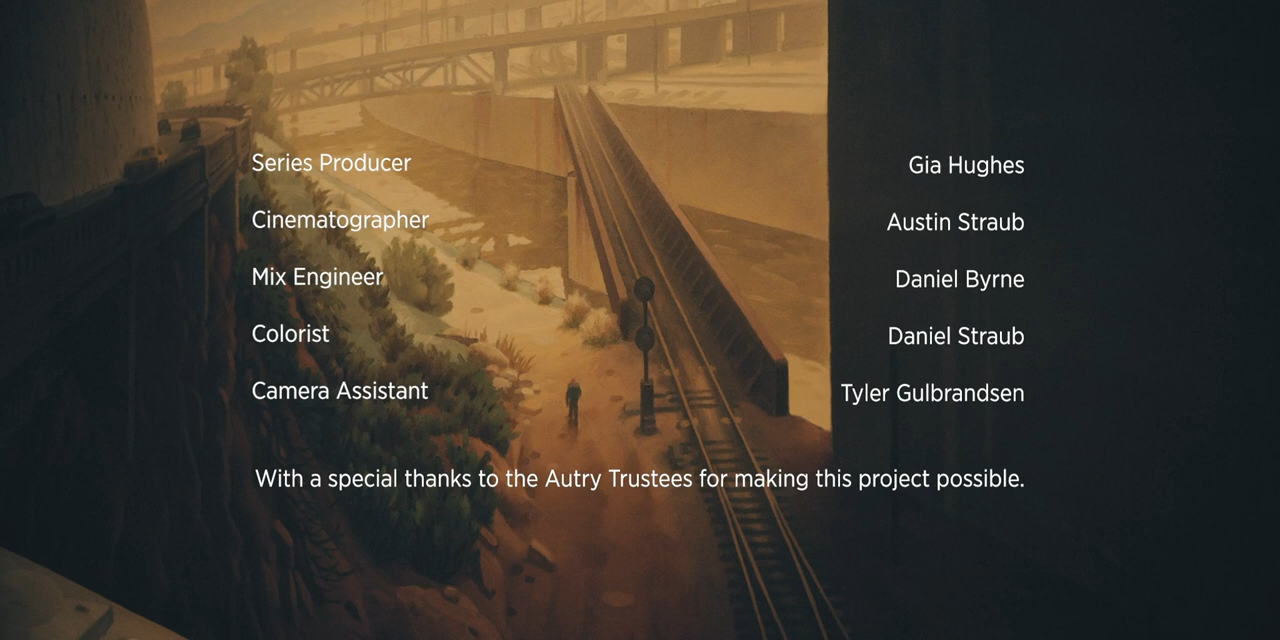 Series Producer Gia Hughes
Cinematographer Austin Straub
Mix Engineer Daniel Byrne
Colorist Daniel Straub
Camera Assistant Tyler Gulbrandsen
With a special thanks to the Autry Trustees for making this project possible.